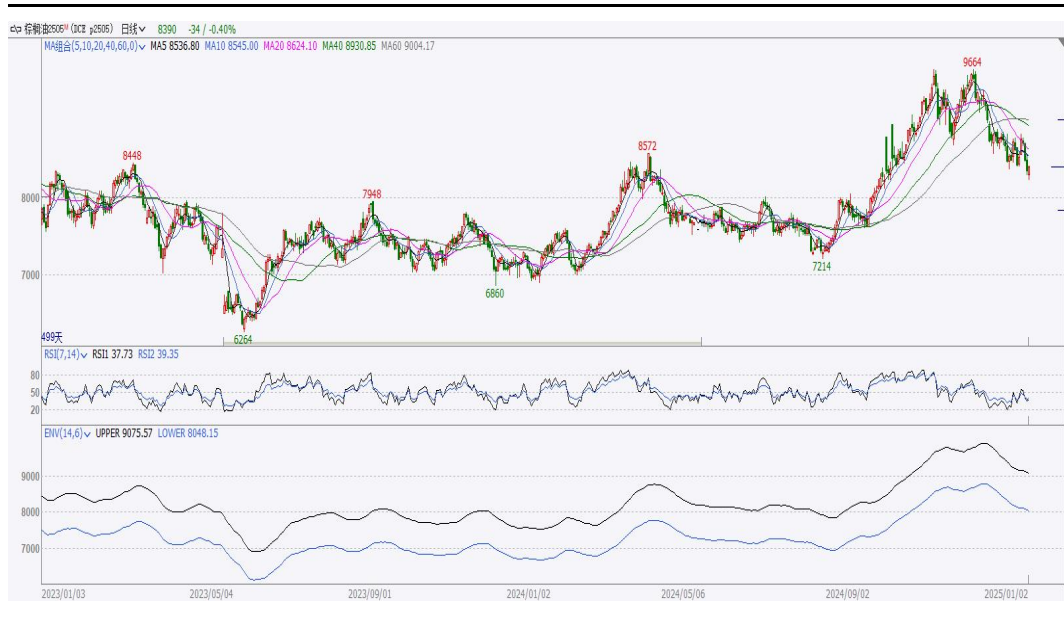 棕榈油2505ᴹ (DCE p2505) 日线 8390 -34 / -0.40%
MA组合(5,10,20,40,60,0) MA5 8536.80 MA10 8545.00 MA20 8624.10 MA40 8930.85 MA60 9004.17
9664
8448
8572
7948
8000
7214
7000
6860
6264
499天
RSI(7,14) RSI1 37.73 RSI2 39.35
80
50
20
ENV(14,6) UPPER 9075.57 LOWER 8048.15
9000
8000
7000
2023/01/03 2023/05/04 2023/09/01 2024/01/02 2024/05/06 2024/09/02 2025/01/02